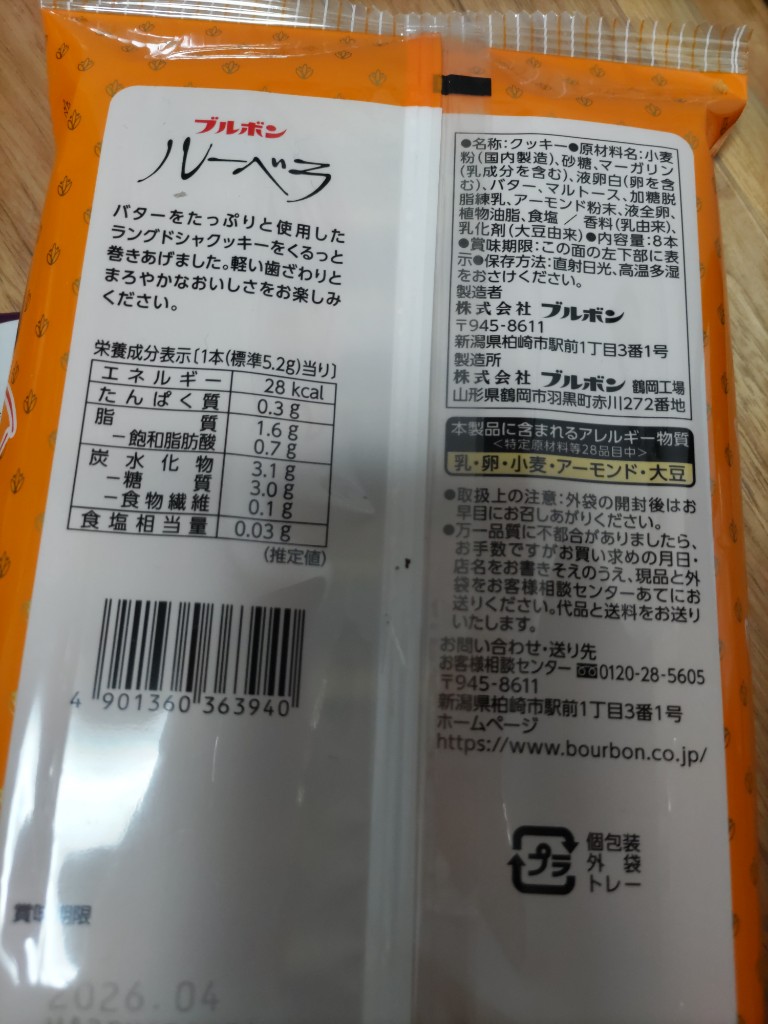 ブルボン
ルーベラ
バターをたっぷりと使用した
ラングドシャクッキーをくるっと
巻きあげました。軽い歯ざわりと
まろやかなおいしさをお楽しみ
ください。
栄養成分表示〔1本(標準5.2g)当り〕
エネルギー 28 kcal
たんぱく質 0.3 g
脂質 1.6 g
−飽和脂肪酸 0.7 g
炭水化物 3.1 g
−糖質 3.0 g
−食物繊維 0.1 g
食塩相当量 0.03 g
(推定値)
4 901360 363940
賞味期限
2026.04
●名称:クッキー●原材料名:小麦
粉(国内製造)、砂糖、マーガリン
(乳成分を含む)、液卵白(卵を含
む)、バター、マルトース、加糖脱
脂練乳、アーモンド粉末、液全卵、
植物油脂、食塩／香料(乳由来)、
乳化剤(大豆由来)●内容量:8本
●賞味期限:この面の左下部に表
示●保存方法:直射日光、高温多湿
をおさけください。
製造者
株式会社 ブルボン
〒945-8611
新潟県柏崎市駅前1丁目3番1号
製造所
株式会社 ブルボン 鶴岡工場
山形県鶴岡市羽黒町赤川272番地
本製品に含まれるアレルギー物質
<特定原材料等28品目中>
乳・卵・小麦・アーモンド・大豆
●取扱上の注意:外袋の開封後はお
早目にお召しあがりください。
●万一品質に不都合がありましたら、
お手数ですがお買い求めの月日・
店名をお書きそえのうえ、現品と外
袋をお客様相談センターあてにお
送りください。代品と送料をお送り
いたします。
お問い合わせ・送り先
お客様相談センター 0120-28-5605
〒945-8611
新潟県柏崎市駅前1丁目3番1号
ホームページ
https://www.bourbon.co.jp/
プラ
個包装
外袋
トレー